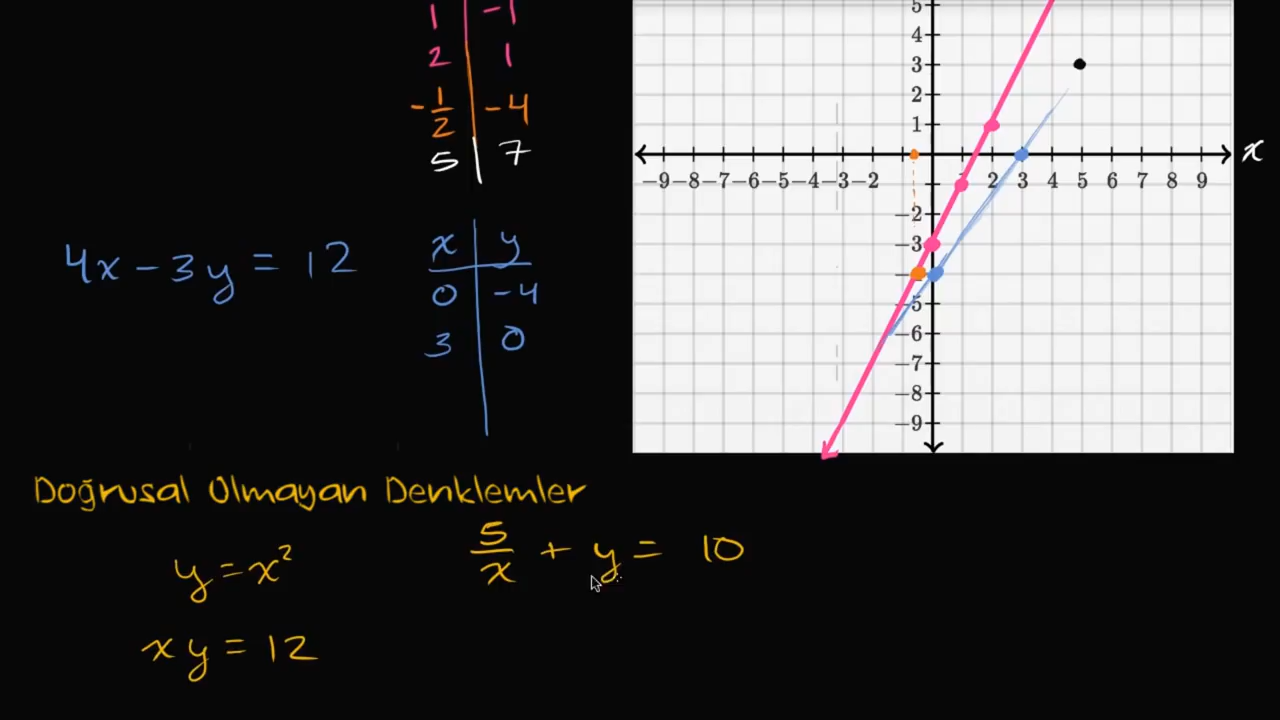 1 | -1
2 | 1
-1/2 | -4
5 | 7
4x - 3y = 12
x | y
0 | -4
3 | 0
5
4
3
2
1
-9 -8 -7 -6 -5 -4 -3 -2 2 3 4 5 6 7 8 9 x
-2
-3
-5
-6
-7
-8
-9
Doğrusal Olmayan Denklemler
y = x²
5/x + y = 10
xy = 12